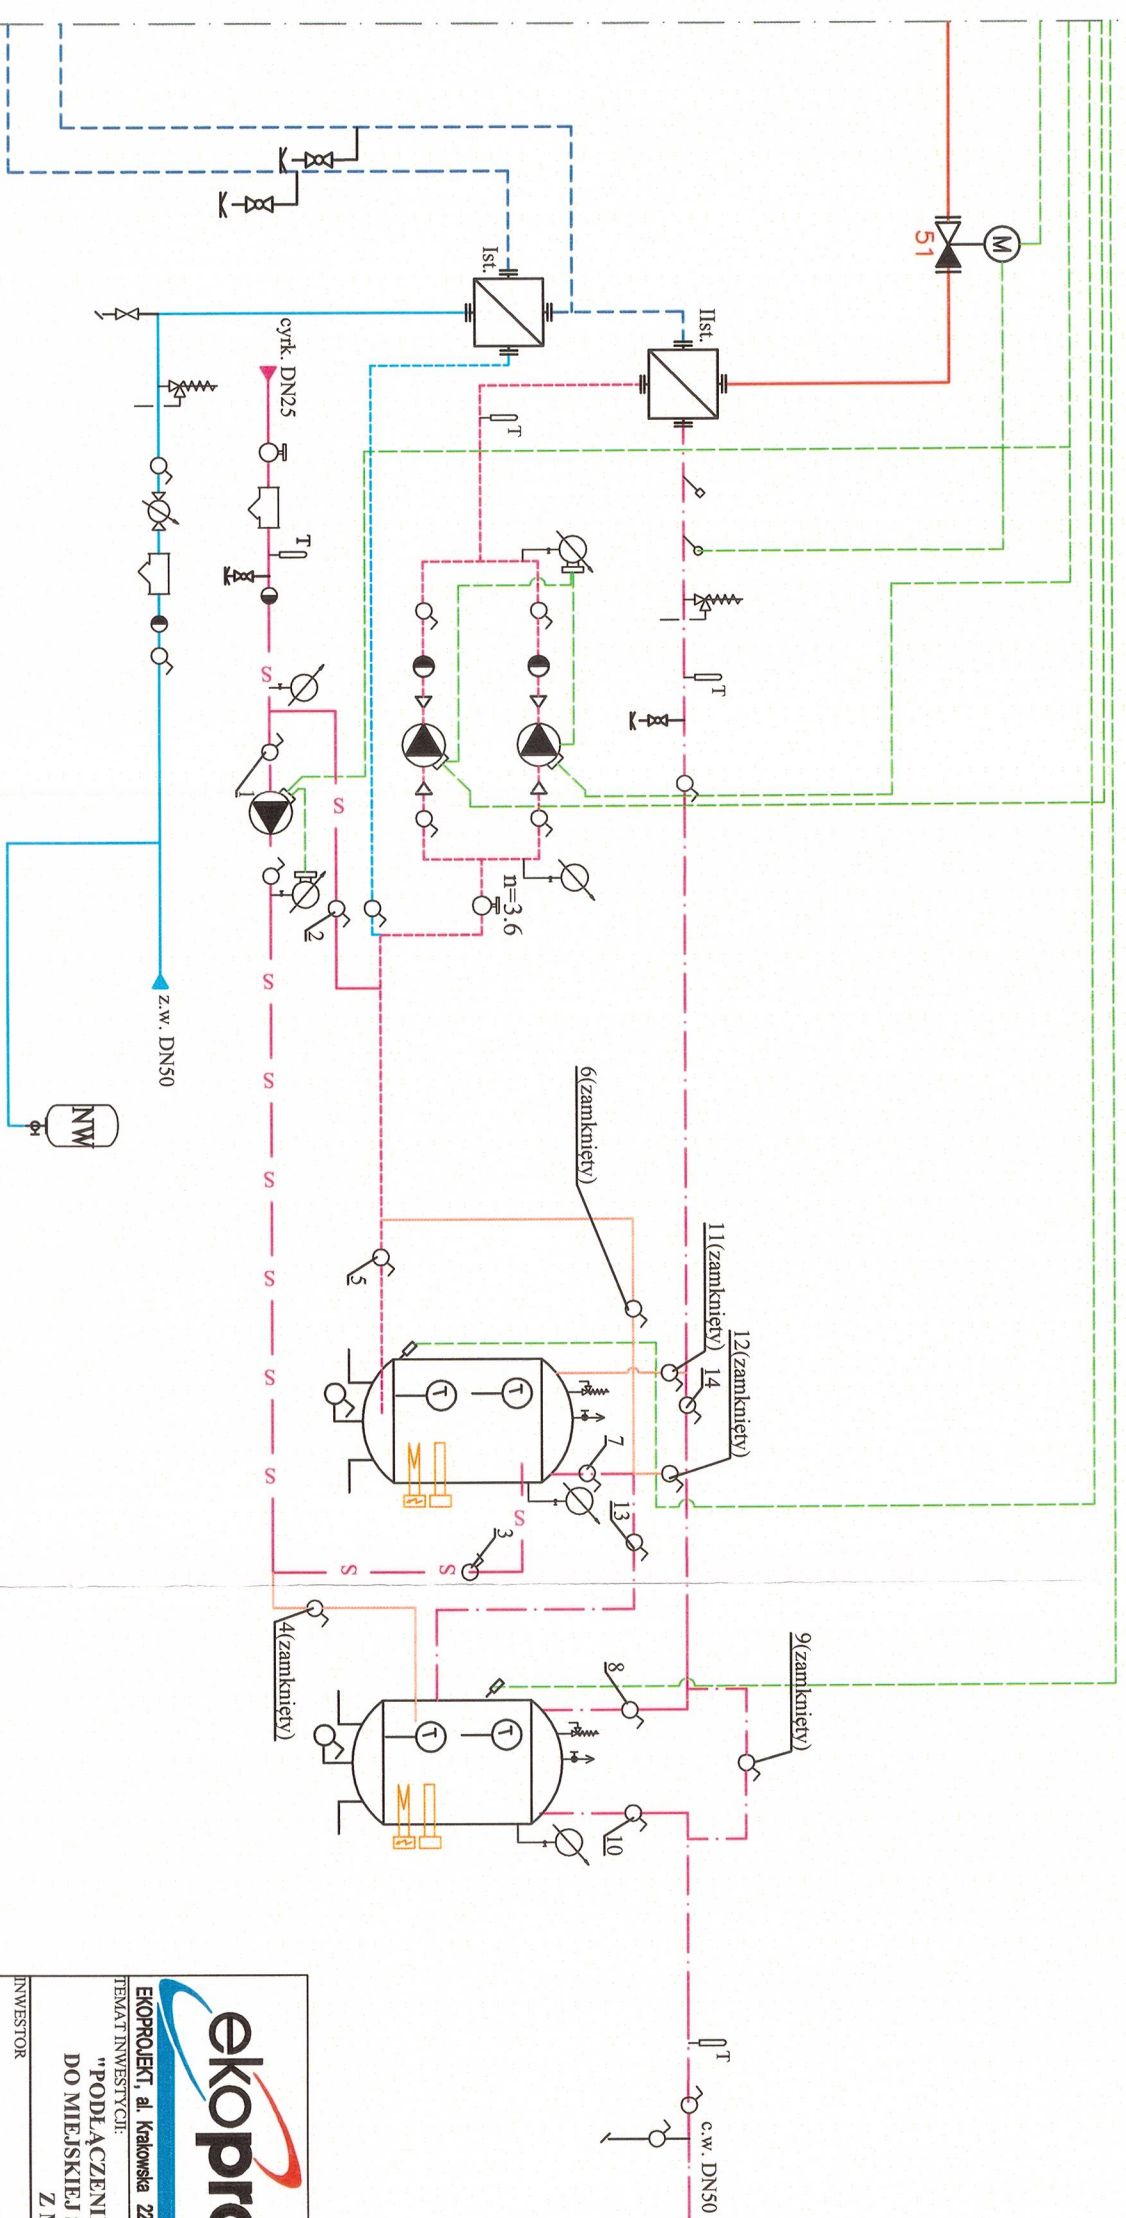 M
51
Ist.
IIst.
cyrk. DN25
T
T
T
S
1
S
n=3.6
2
S
z.w. DN50
S
NW
S
6(zamknięty)
11(zamknięty)
12(zamknięty)
14
S
5
S
T
T
7
S
S
13
3
S
S
4(zamknięty)
9(zamknięty)
8
T
T
10
T
c.w. DN50
ekopro
EKOPROJEKT, al. Krakowska 22
TEMAT INWESTYCJI:
"PODŁĄCZENI
DO MIEJSKIEJ
INWESTOR